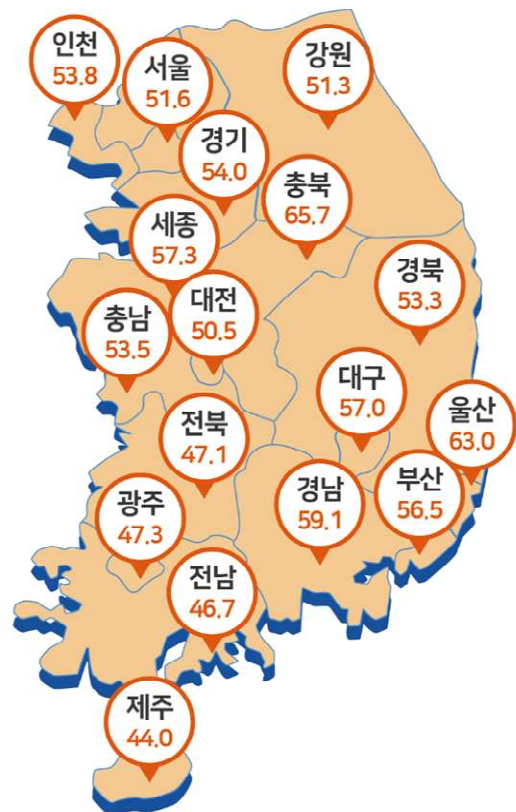 인천
53.8
서울
51.6
강원
51.3
경기
54.0
충북
65.7
세종
57.3
경북
53.3
대전
50.5
충남
53.5
대구
57.0
울산
63.0
전북
47.1
경남
59.1
부산
56.5
광주
47.3
전남
46.7
제주
44.0